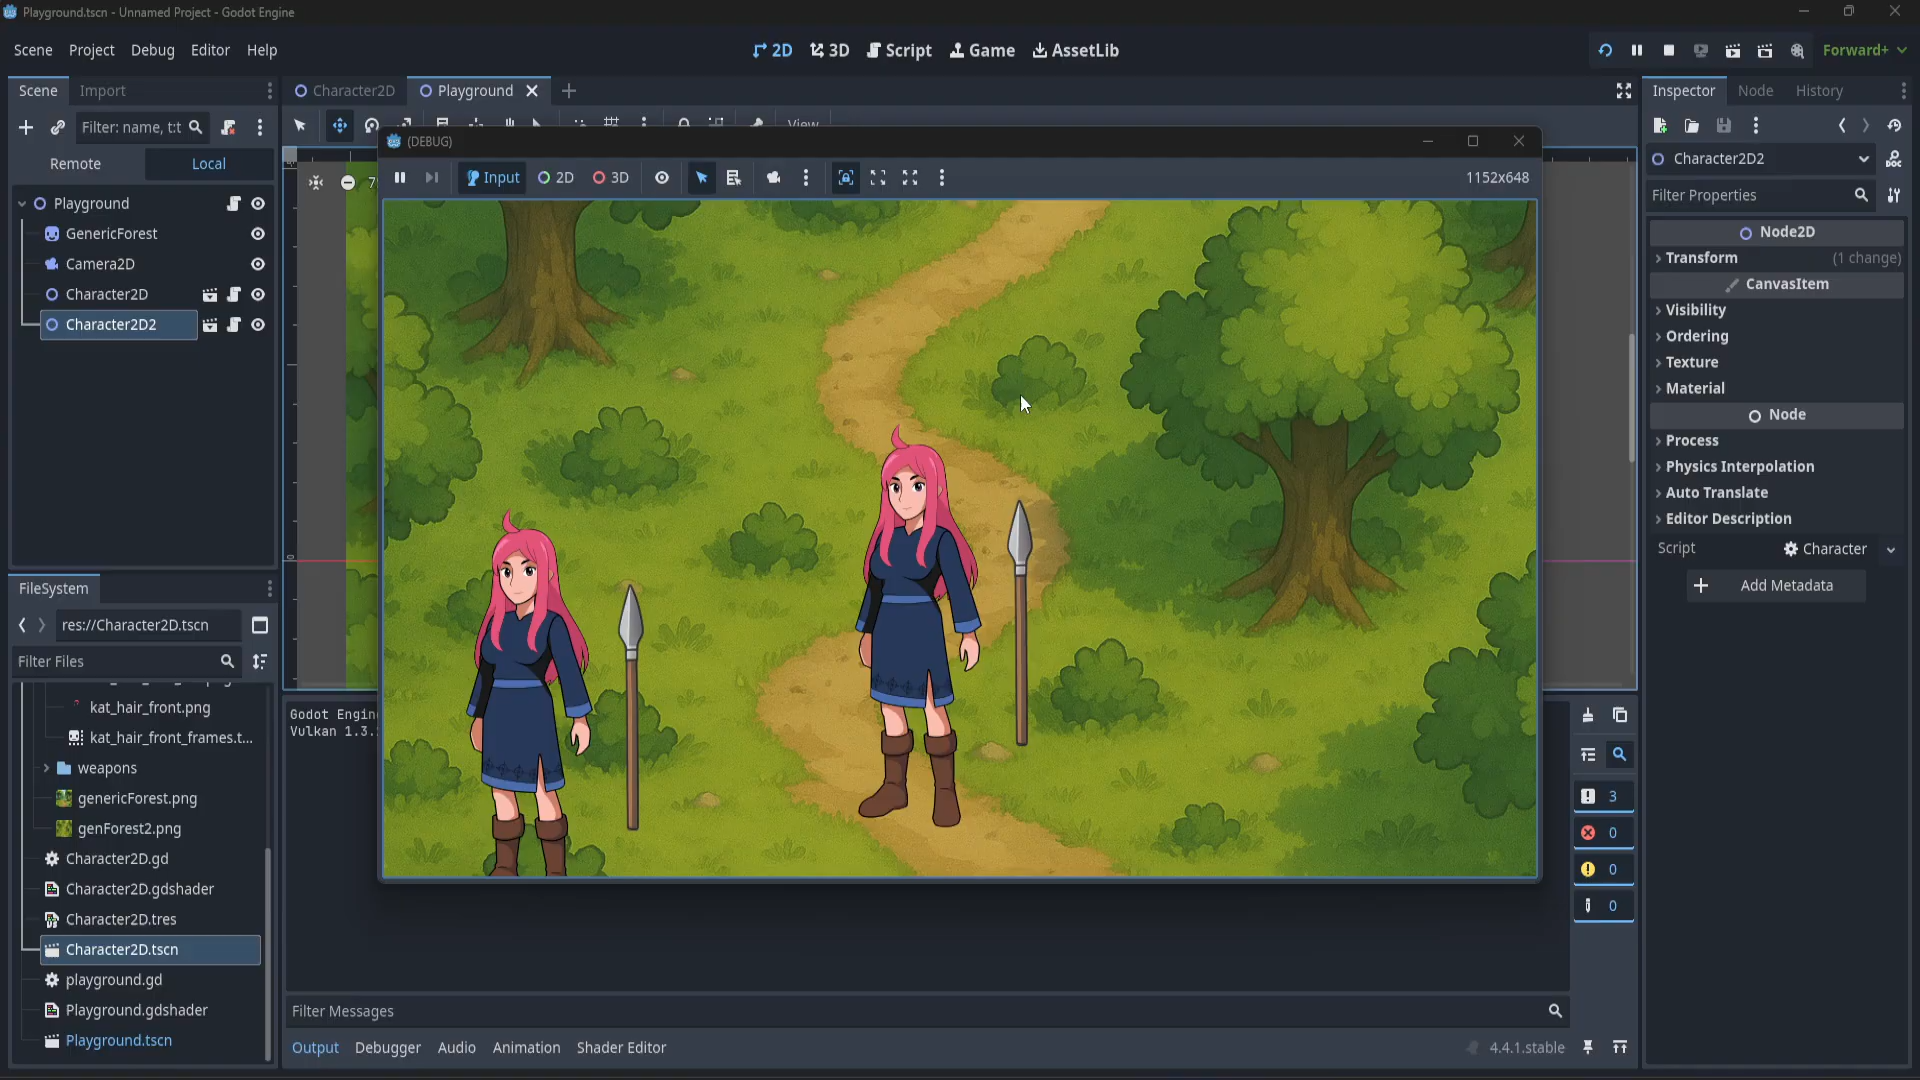 Playground.tscn - Unnamed Project - Godot Engine
Scene Project Debug Editor Help
2D 3D Script Game AssetLib
Forward+
Scene Import
Character2D Playground
Inspector Node History
Filter: name, t:t
View
(DEBUG)
Character2D2
Remote Local
Input 2D 3D 1152x648
Filter Properties
Playground
GenericForest
Camera2D
Character2D
Character2D2
Node2D
Transform (1 change)
CanvasItem
Visibility
Ordering
Texture
Material
Node
Process
Physics Interpolation
Auto Translate
Editor Description
Script Character
Add Metadata
FileSystem
res://Character2D.tscn
Filter Files
kat_hair_front.png
kat_hair_front_frames.t...
weapons
genericForest.png
genForest2.png
Character2D.gd
Character2D.gdshader
Character2D.tres
Character2D.tscn
playground.gd
Playground.gdshader
Playground.tscn
Godot Engin
Vulkan 1.3.
3
0
0
0
Filter Messages
Output Debugger Audio Animation Shader Editor
4.4.1.stable